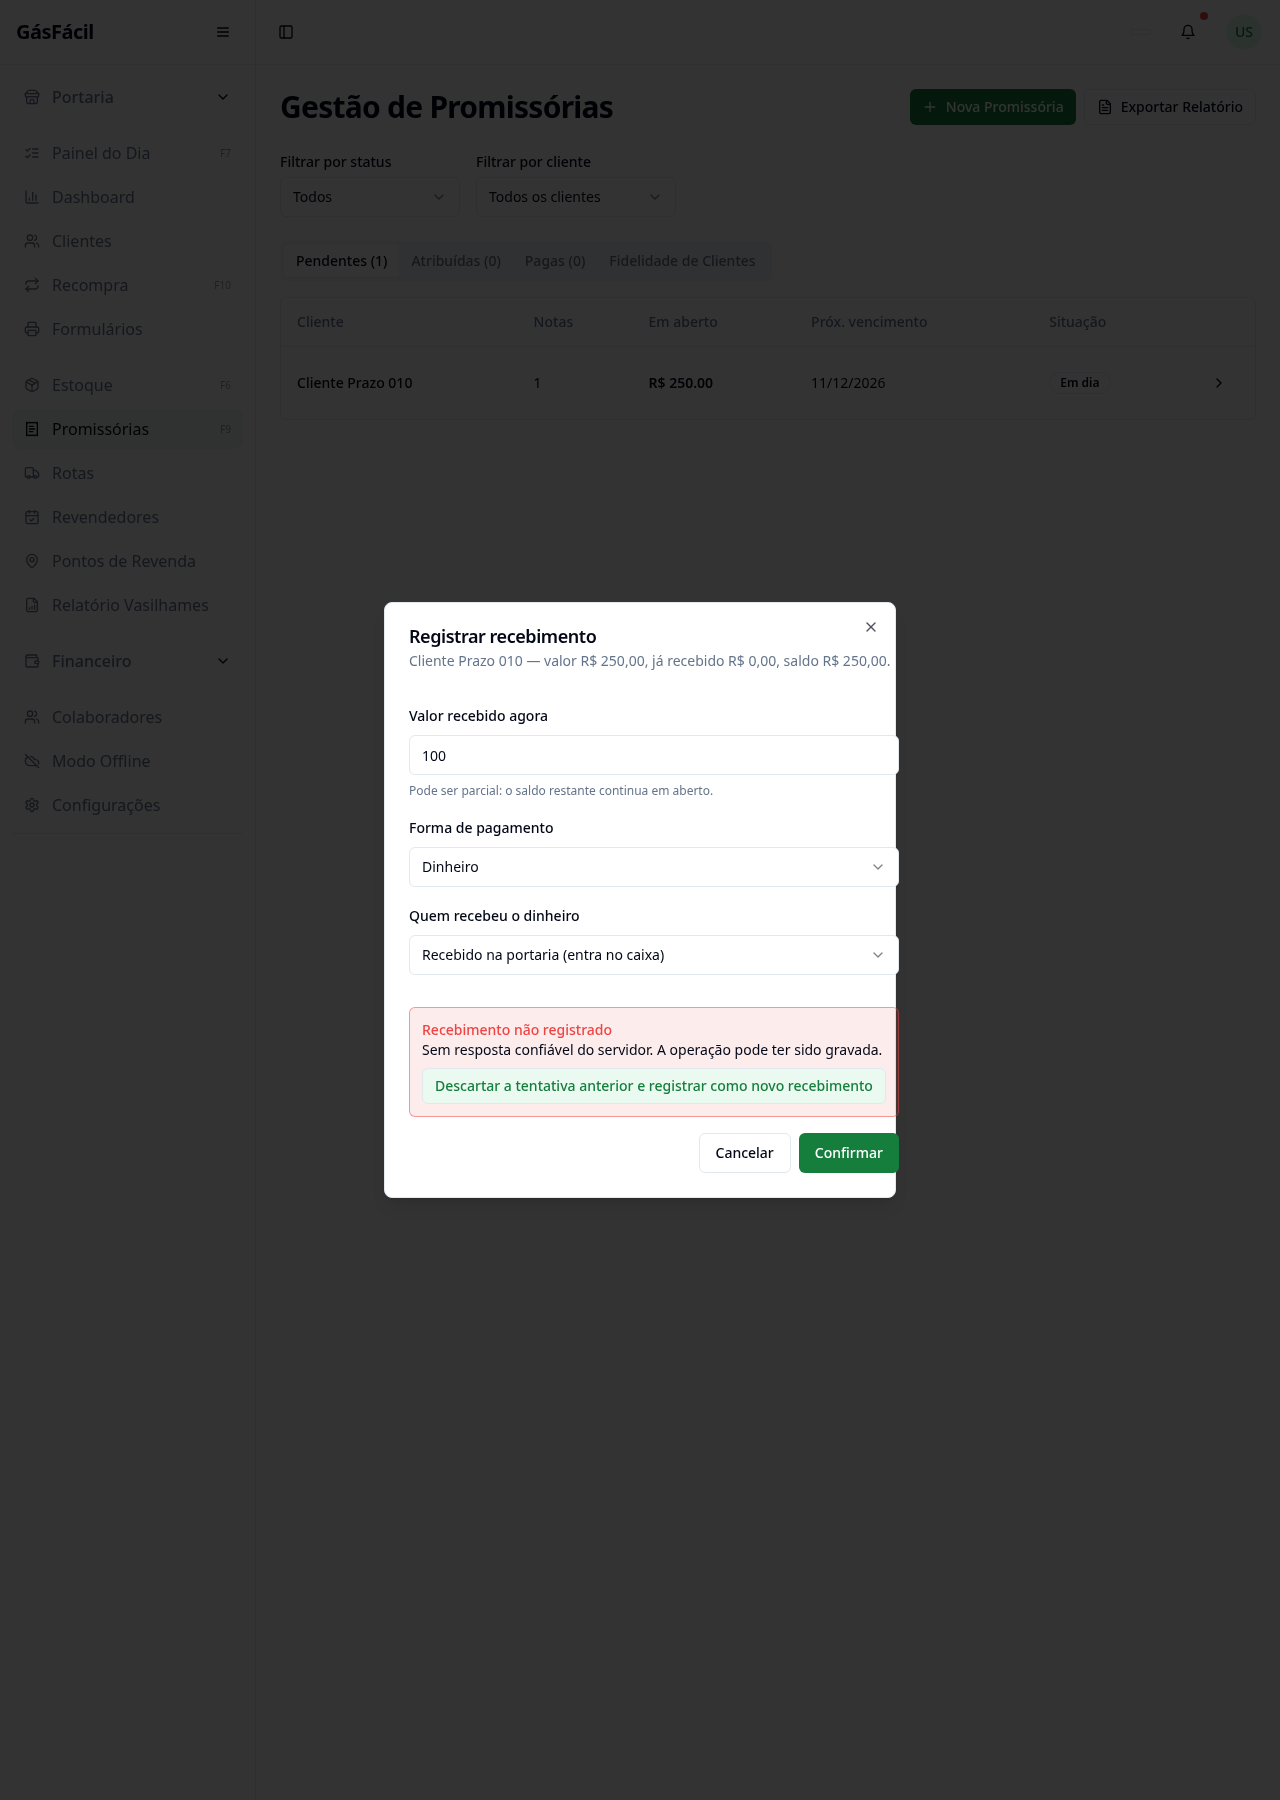 GásFácil
US
Portaria
Painel do Dia F7
Dashboard
Clientes
Recompra F10
Formulários
Estoque F6
Promissórias F9
Rotas
Revendedores
Pontos de Revenda
Relatório Vasilhames
Financeiro
Colaboradores
Modo Offline
Configurações
Gestão de Promissórias
Nova Promissória
Exportar Relatório
Filtrar por status
Filtrar por cliente
Todos
Todos os clientes
Pendentes (1) Atribuídas (0) Pagas (0) Fidelidade de Clientes
Cliente Notas Em aberto Próx. vencimento Situação
Cliente Prazo 010 1 R$ 250.00 11/12/2026 Em dia
Registrar recebimento
Cliente Prazo 010 — valor R$ 250,00, já recebido R$ 0,00, saldo R$ 250,00.
Valor recebido agora
100
Pode ser parcial: o saldo restante continua em aberto.
Forma de pagamento
Dinheiro
Quem recebeu o dinheiro
Recebido na portaria (entra no caixa)
Recebimento não registrado
Sem resposta confiável do servidor. A operação pode ter sido gravada.
Descartar a tentativa anterior e registrar como novo recebimento
Cancelar
Confirmar